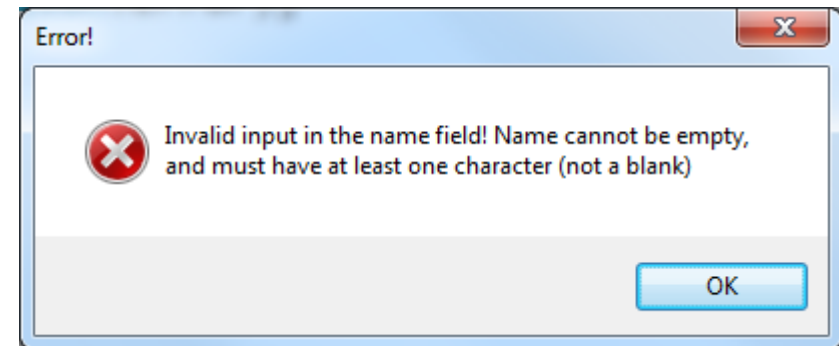 Error!
Invalid input in the name field! Name cannot be empty,
and must have at least one character (not a blank)
OK